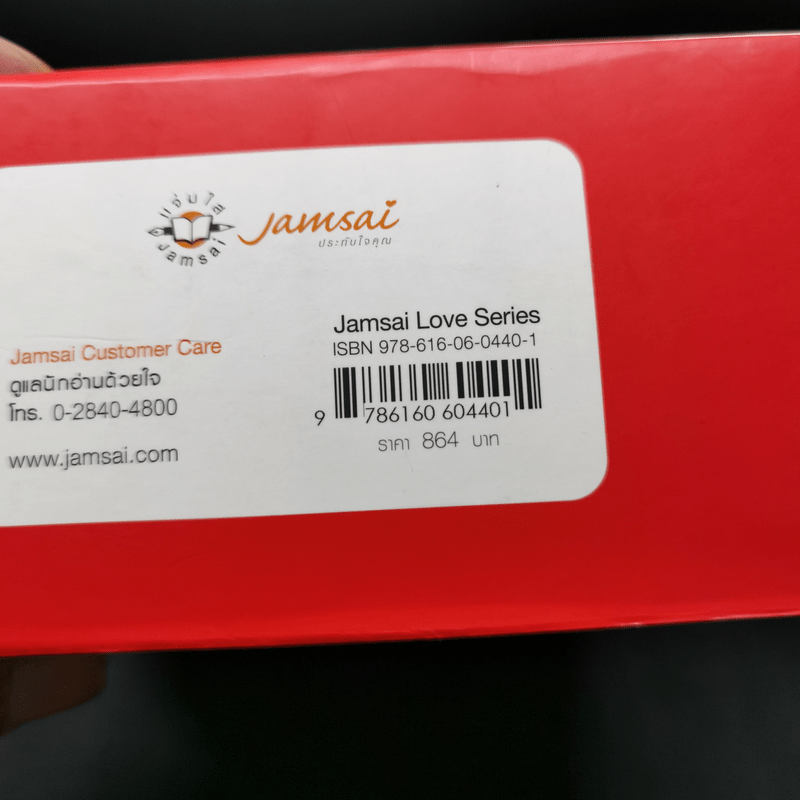 แจ่มใส
Jamsai
Jamsai
ประทับใจคุณ
Jamsai Customer Care
ดูแลนักอ่านด้วยใจ
โทร. 0-2840-4800
www.jamsai.com
Jamsai Love Series
ISBN 978-616-06-0440-1
9 786160 604401
ราคา 864 บาท